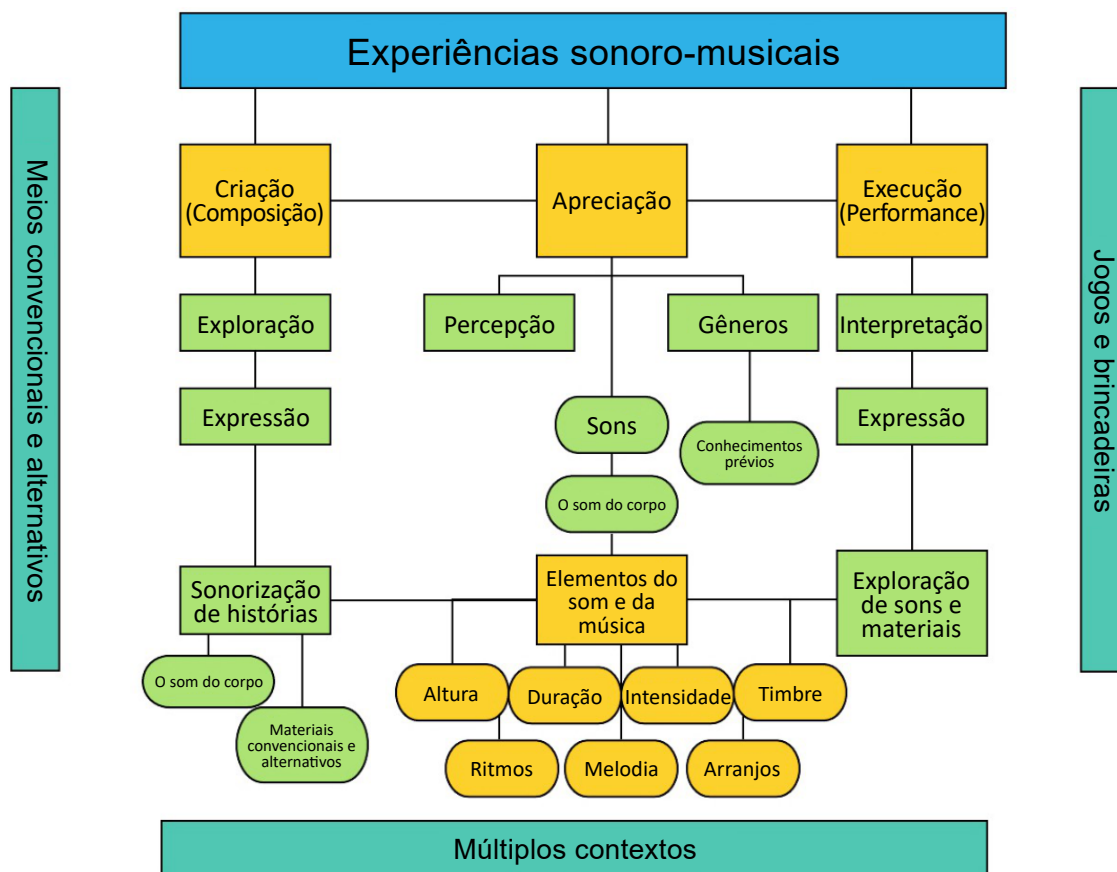 Experiências sonoro-musicais
Meios convencionais e alternativos
Jogos e brincadeiras
Criação
(Composição)
Apreciação
Execução
(Performance)
Exploração
Percepção
Gêneros
Interpretação
Expressão
Sons
Conhecimentos
prévios
Expressão
O som do corpo
Sonorização
de histórias
Elementos do
som e da
música
Exploração
de sons e
materiais
O som do corpo
Materiais
convencionais e
alternativos
Altura
Duração
Intensidade
Timbre
Ritmos
Melodia
Arranjos
Múltiplos contextos